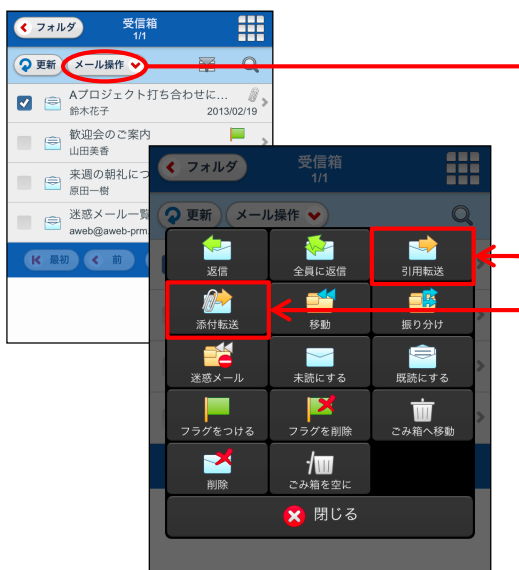 フォルダ
受信箱
1/1
更新
メール操作
Aプロジェクト打ち合わせに...
鈴木花子
2013/02/19
歓迎会のご案内
山田美香
来週の朝礼につ
原田一樹
迷惑メール一覧
aweb@aweb-prm.
最初
前
フォルダ
受信箱
1/1
更新
メール操作
返信
全員に返信
引用転送
添付転送
移動
振り分け
迷惑メール
未読にする
既読にする
フラグをつける
フラグを削除
ごみ箱へ移動
削除
ごみ箱を空に
閉じる